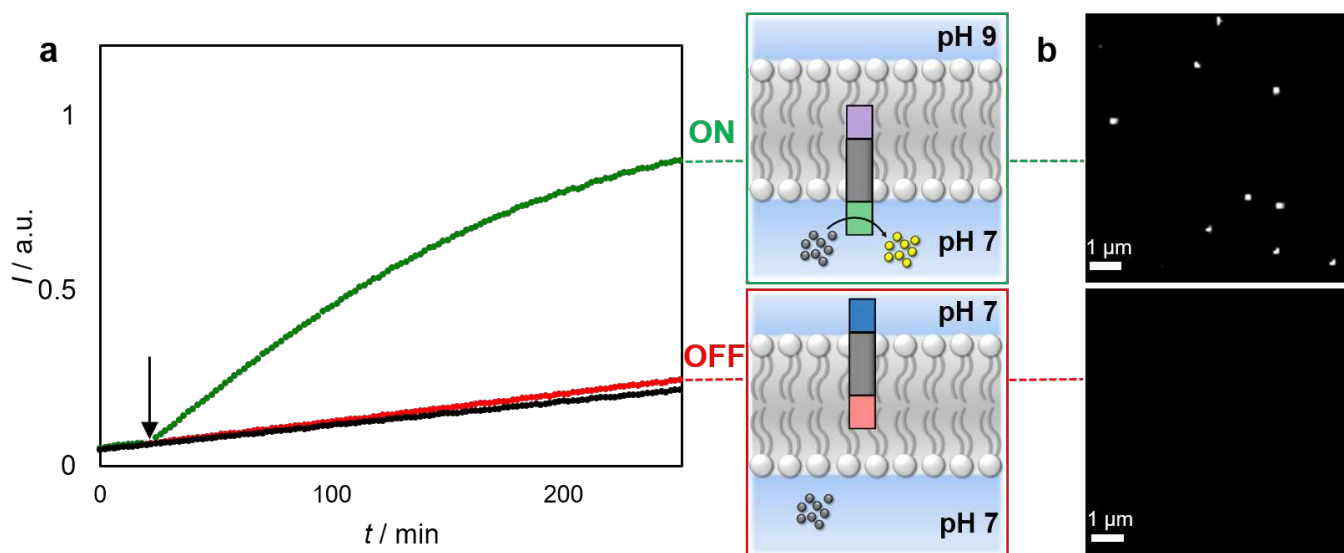 a
I / a.u.
1
0.5
0
0
100
200
t / min
ON
OFF
pH 9
pH 7
pH 7
pH 7
b
1 µm
1 µm